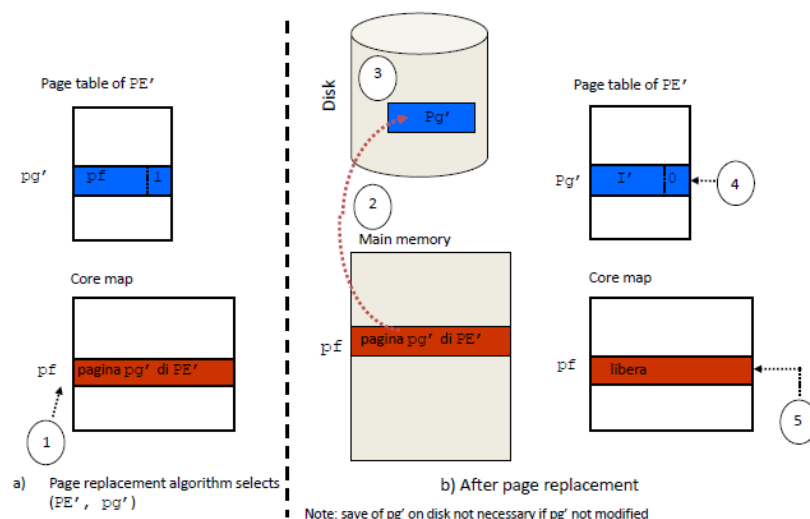 Page table of PE’
pg’
pf 1
Core map
pf
pagina pg’ di PE’
1
a) Page replacement algorithm selects
(PE’, pg’)
Disk
3
Pg’
2
Main memory
pf
pagina pg’ di PE’
Page table of PE’
Pg’
I’ 0
4
Core map
pf
libera
5
b) After page replacement
Note: save of pg’ on disk not necessary if pg’ not modified